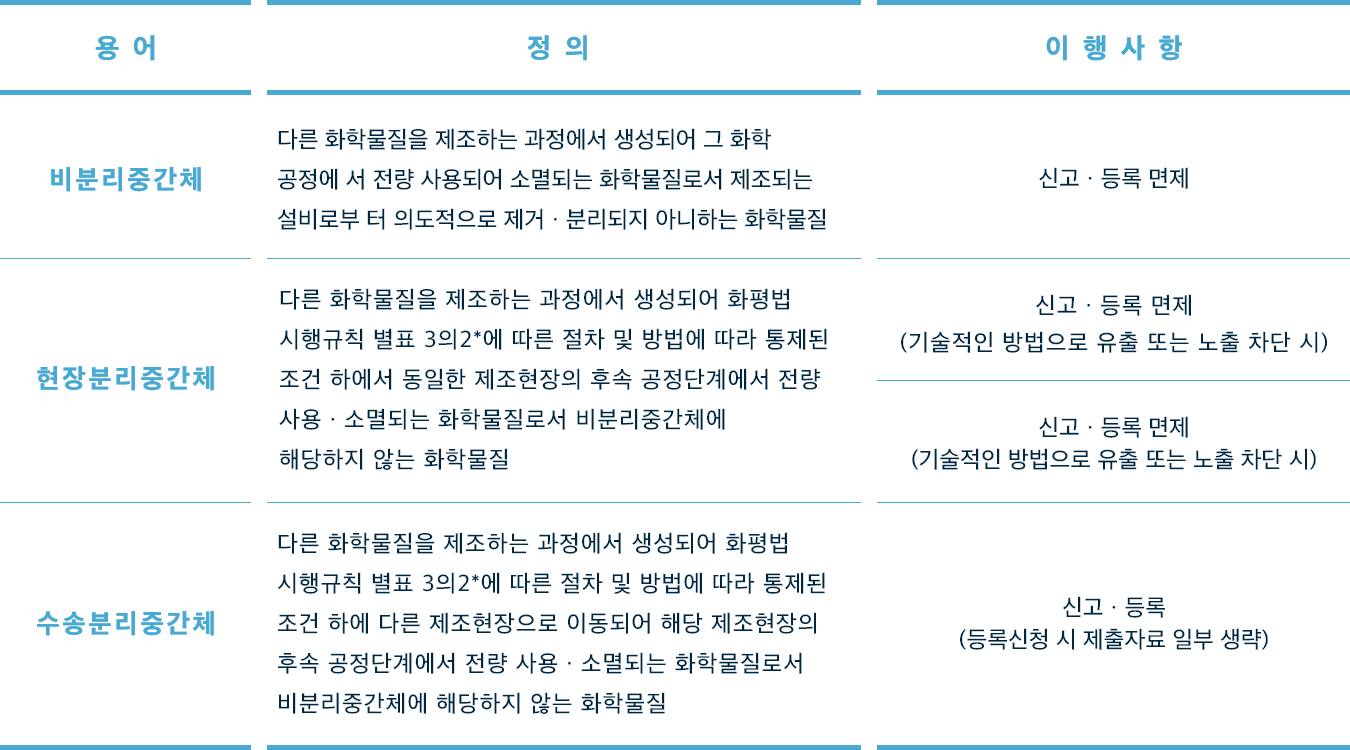 용 어
정 의
이 행 사 항
비분리중간체
다른 화학물질을 제조하는 과정에서 생성되어 그 화학
공정에 서 전량 사용되어 소멸되는 화학물질로서 제조되는
설비로부 터 의도적으로 제거 · 분리되지 아니하는 화학물질
신고 · 등록 면제
현장분리중간체
다른 화학물질을 제조하는 과정에서 생성되어 화평법
시행규칙 별표 3의2*에 따른 절차 및 방법에 따라 통제된
조건 하에서 동일한 제조현장의 후속 공정단계에서 전량
사용 · 소멸되는 화학물질로서 비분리중간체에
해당하지 않는 화학물질
신고 · 등록 면제
(기술적인 방법으로 유출 또는 노출 차단 시)
신고 · 등록 면제
(기술적인 방법으로 유출 또는 노출 차단 시)
수송분리중간체
다른 화학물질을 제조하는 과정에서 생성되어 화평법
시행규칙 별표 3의2*에 따른 절차 및 방법에 따라 통제된
조건 하에 다른 제조현장으로 이동되어 해당 제조현장의
후속 공정단계에서 전량 사용 · 소멸되는 화학물질로서
비분리중간체에 해당하지 않는 화학물질
신고 · 등록
(등록신청 시 제출자료 일부 생략)